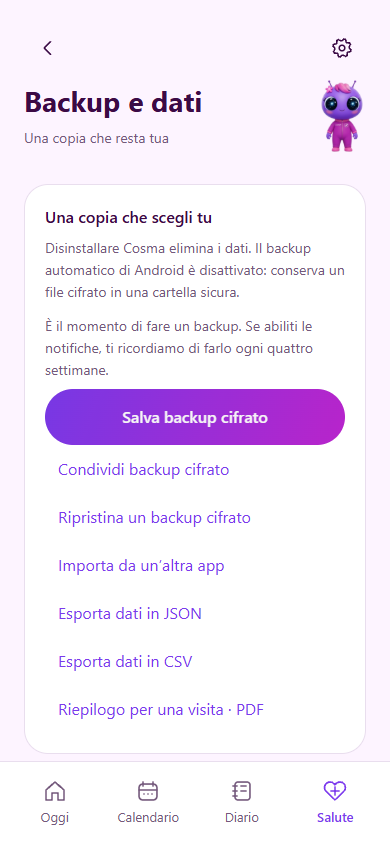 Backup e dati
Una copia che resta tua
Una copia che scegli tu
Disinstallare Cosma elimina i dati. Il backup
automatico di Android è disattivato: conserva un
file cifrato in una cartella sicura.
È il momento di fare un backup. Se abiliti le
notifiche, ti ricordiamo di farlo ogni quattro
settimane.
Salva backup cifrato
Condividi backup cifrato
Ripristina un backup cifrato
Importa da un’altra app
Esporta dati in JSON
Esporta dati in CSV
Riepilogo per una visita · PDF
Oggi
Calendario
Diario
Salute